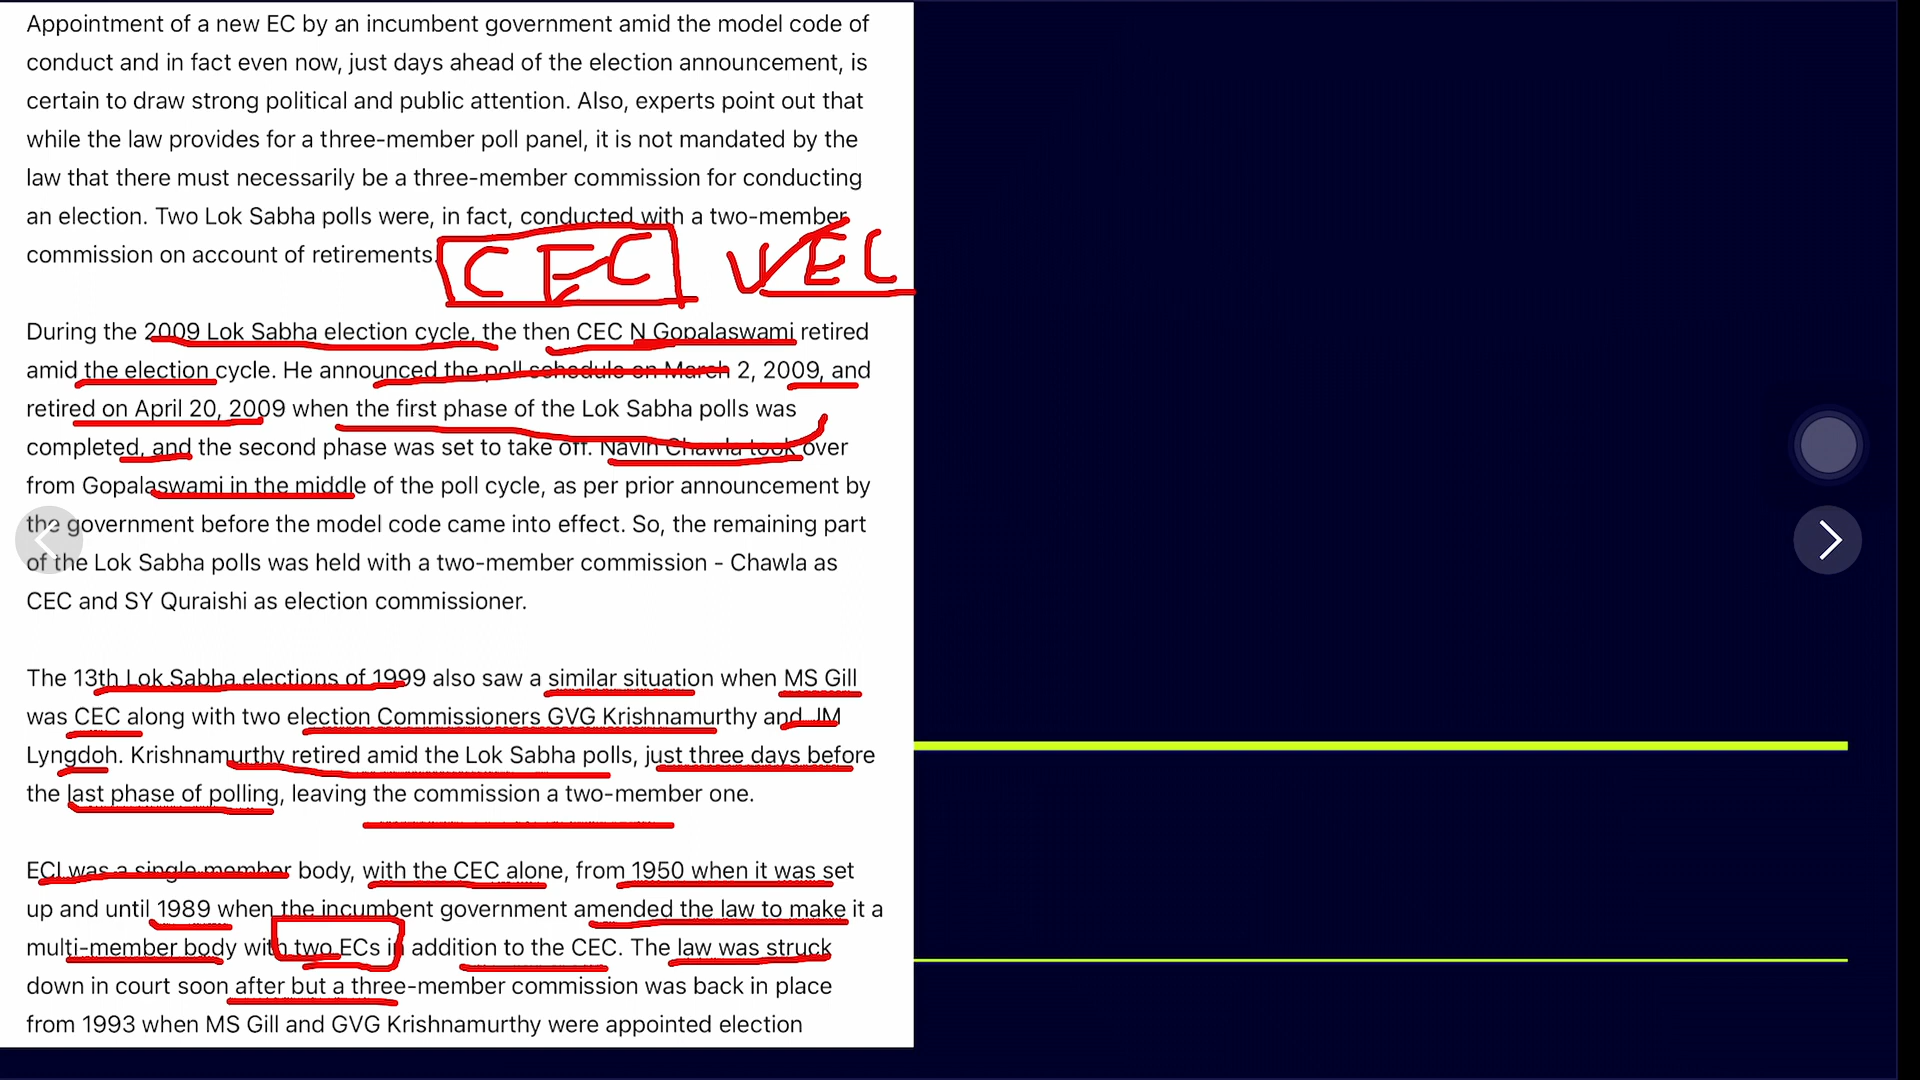 Appointment of a new EC by an incumbent government amid the model code of
conduct and in fact even now, just days ahead of the election announcement, is
certain to draw strong political and public attention. Also, experts point out that
while the law provides for a three-member poll panel, it is not mandated by the
law that there must necessarily be a three-member commission for conducting
an election. Two Lok Sabha polls were, in fact, conducted with a two-member
commission on account of retirements.
CEC EC
During the 2009 Lok Sabha election cycle, the then CEC N Gopalaswami retired
amid the election cycle. He announced the poll schedule on March 2, 2009, and
retired on April 20, 2009 when the first phase of the Lok Sabha polls was
completed, and the second phase was set to take off. Navin Chawla took over
from Gopalaswami in the middle of the poll cycle, as per prior announcement by
the government before the model code came into effect. So, the remaining part
of the Lok Sabha polls was held with a two-member commission - Chawla as
CEC and SY Quraishi as election commissioner.
The 13th Lok Sabha elections of 1999 also saw a similar situation when MS Gill
was CEC along with two election Commissioners GVG Krishnamurthy and JM
Lyngdoh. Krishnamurthy retired amid the Lok Sabha polls, just three days before
the last phase of polling, leaving the commission a two-member one.
ECI was a single member body, with the CEC alone, from 1950 when it was set
up and until 1989 when the incumbent government amended the law to make it a
multi-member body with two ECs in addition to the CEC. The law was struck
down in court soon after but a three-member commission was back in place
from 1993 when MS Gill and GVG Krishnamurthy were appointed election